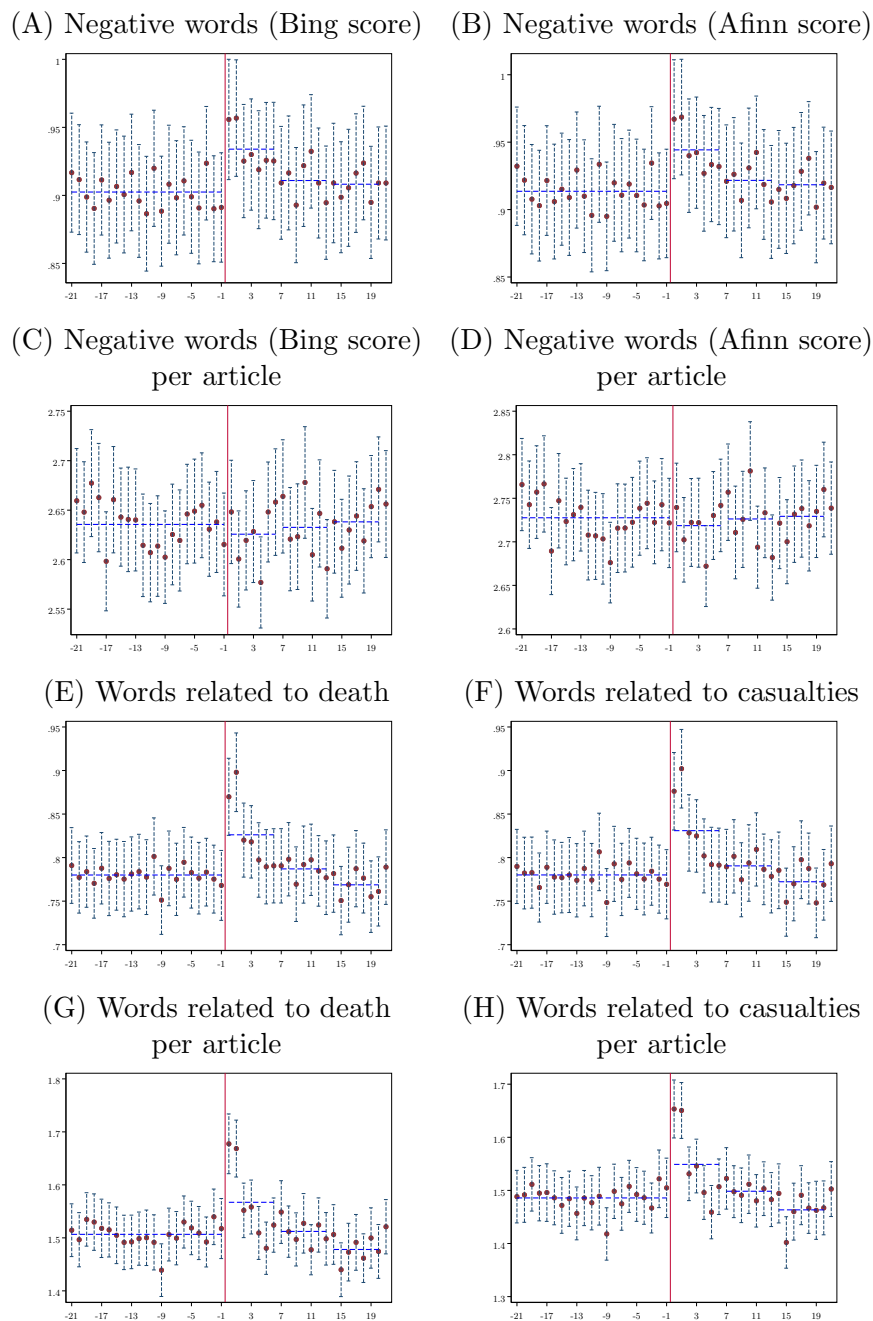 (A) Negative words (Bing score)
(B) Negative words (Afinn score)
1
.95
.9
.85
-21 -17 -13 -9 -5 -1 3 7 11 15 19
1
.95
.9
.85
-21 -17 -13 -9 -5 -1 3 7 11 15 19
(C) Negative words (Bing score)
per article
(D) Negative words (Afinn score)
per article
2.75
2.7
2.65
2.6
2.55
-21 -17 -13 -9 -5 -1 3 7 11 15 19
2.85
2.8
2.75
2.7
2.65
2.6
-21 -17 -13 -9 -5 -1 3 7 11 15 19
(E) Words related to death
(F) Words related to casualties
.95
.9
.85
.8
.75
.7
-21 -17 -13 -9 -5 -1 3 7 11 15 19
.95
.9
.85
.8
.75
.7
-21 -17 -13 -9 -5 -1 3 7 11 15 19
(G) Words related to death
per article
(H) Words related to casualties
per article
1.8
1.7
1.6
1.5
1.4
-21 -17 -13 -9 -5 -1 3 7 11 15 19
1.7
1.6
1.5
1.4
1.3
-21 -17 -13 -9 -5 -1 3 7 11 15 19